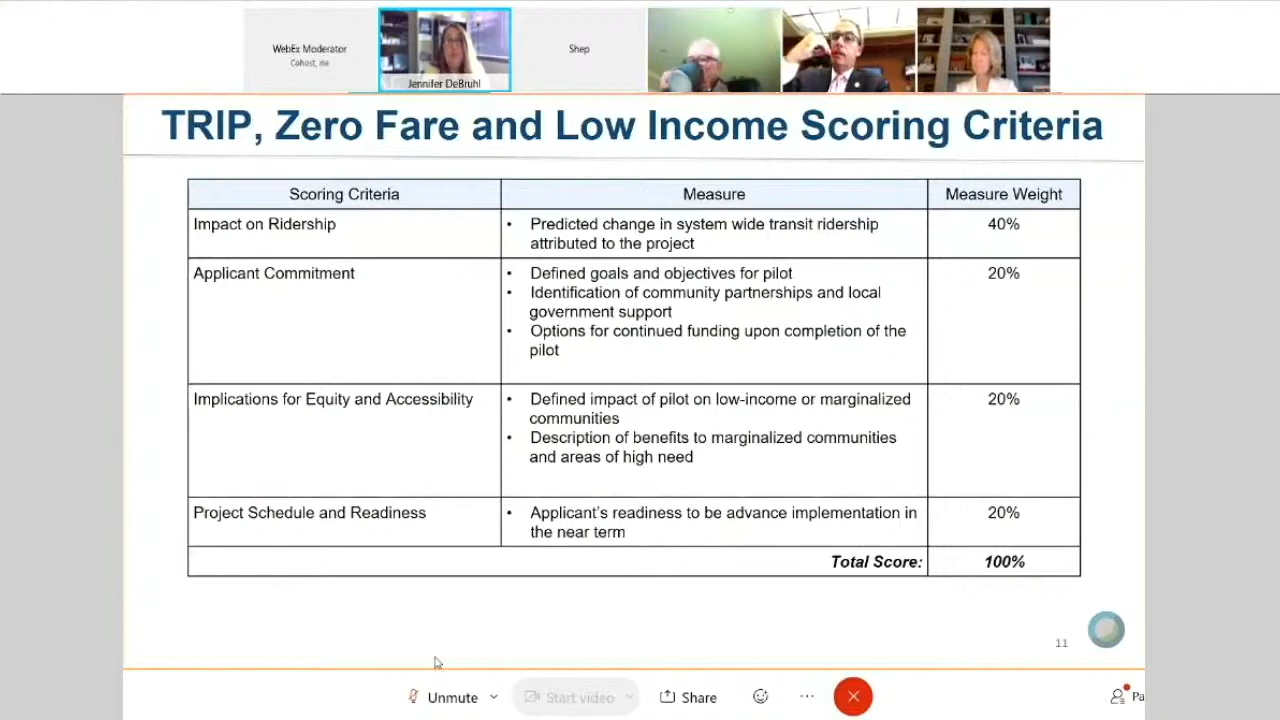 WebEx Moderator
Cohost, me
Jennifer DeBruhl
Shep
TRIP, Zero Fare and Low Income Scoring Criteria
Scoring Criteria
Measure
Measure Weight
Impact on Ridership
• Predicted change in system wide transit ridership
attributed to the project
40%
Applicant Commitment
• Defined goals and objectives for pilot
• Identification of community partnerships and local
government support
• Options for continued funding upon completion of the
pilot
20%
Implications for Equity and Accessibility
• Defined impact of pilot on low-income or marginalized
communities
• Description of benefits to marginalized communities
and areas of high need
20%
Project Schedule and Readiness
• Applicant's readiness to be advance implementation in
the near term
20%
Total Score:
100%
11
Unmute
Start video
Share
Pa